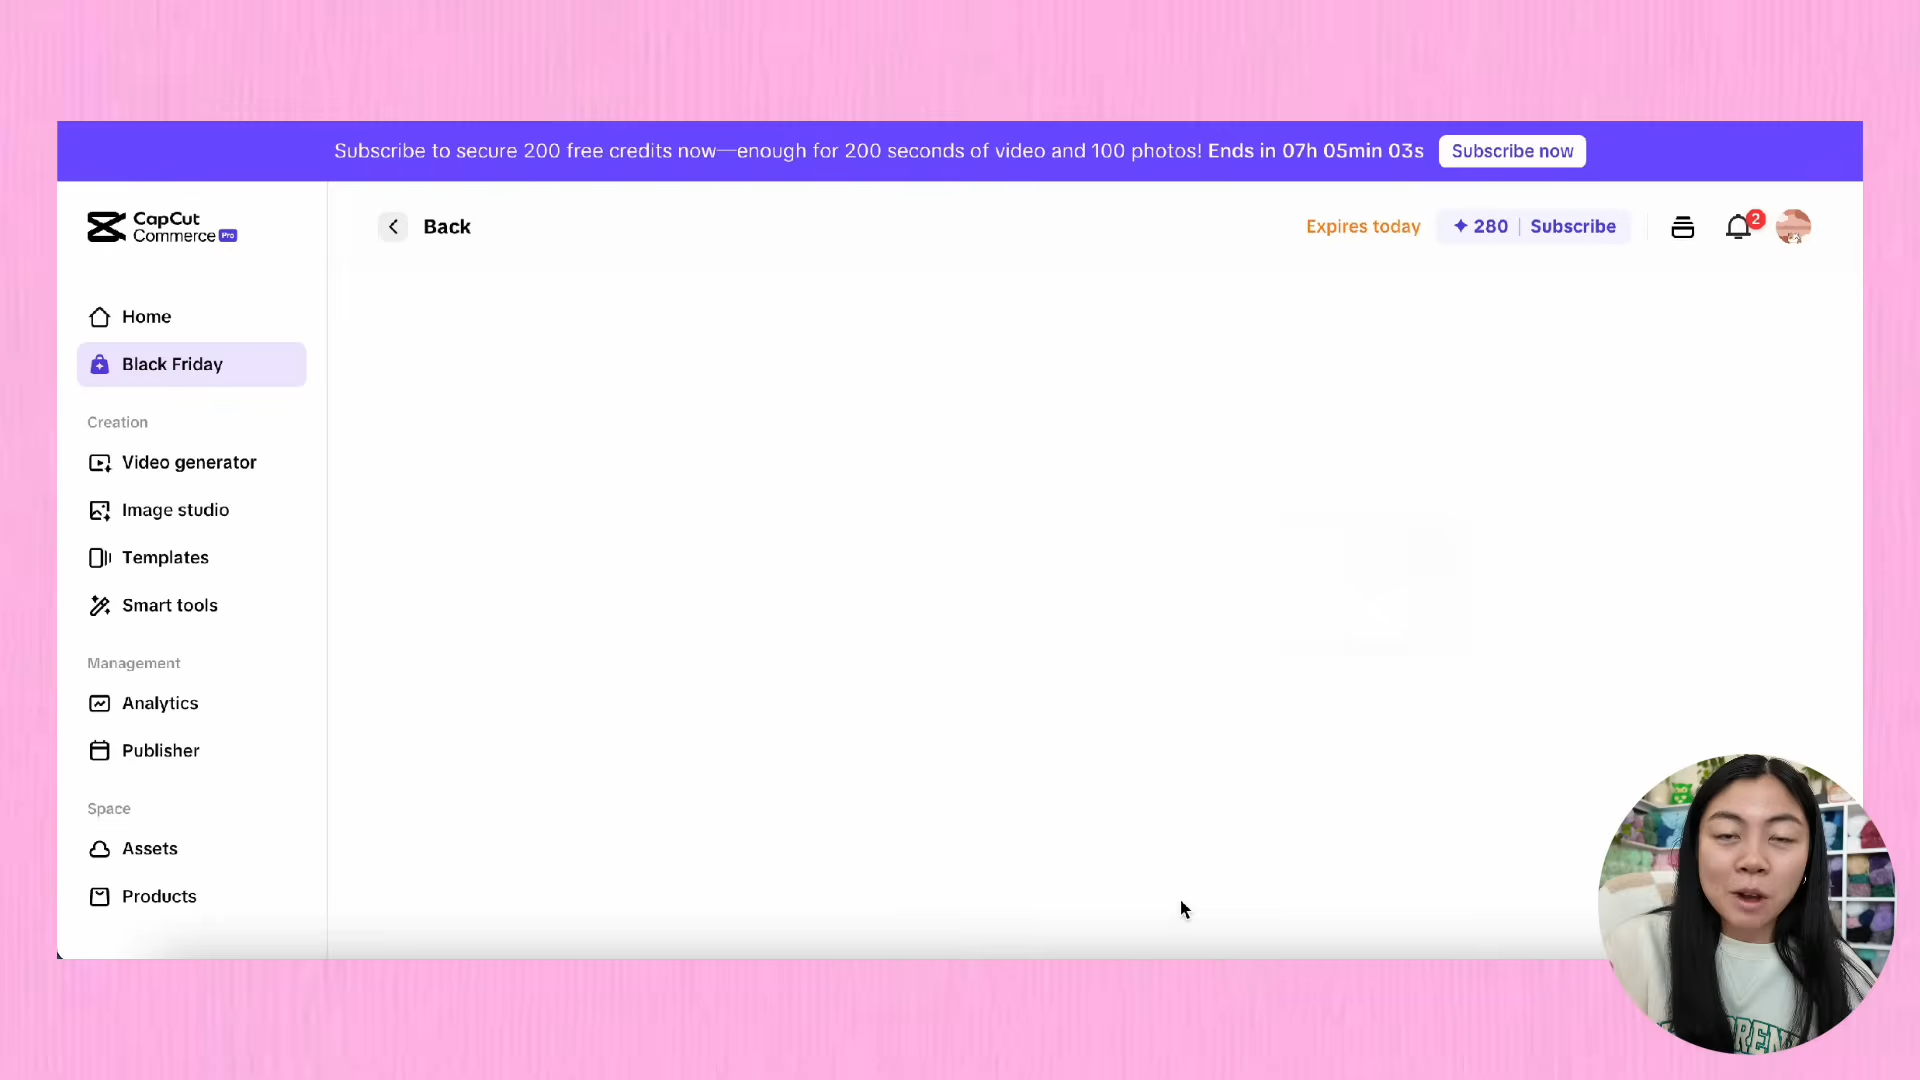 Subscribe to secure 200 free credits now—enough for 200 seconds of video and 100 photos! Ends in 07h 05min 03s Subscribe now
CapCut
Commerce Pro
Back
Expires today
280 | Subscribe
2
Home
Black Friday
Creation
Video generator
Image studio
Templates
Smart tools
Management
Analytics
Publisher
Space
Assets
Products